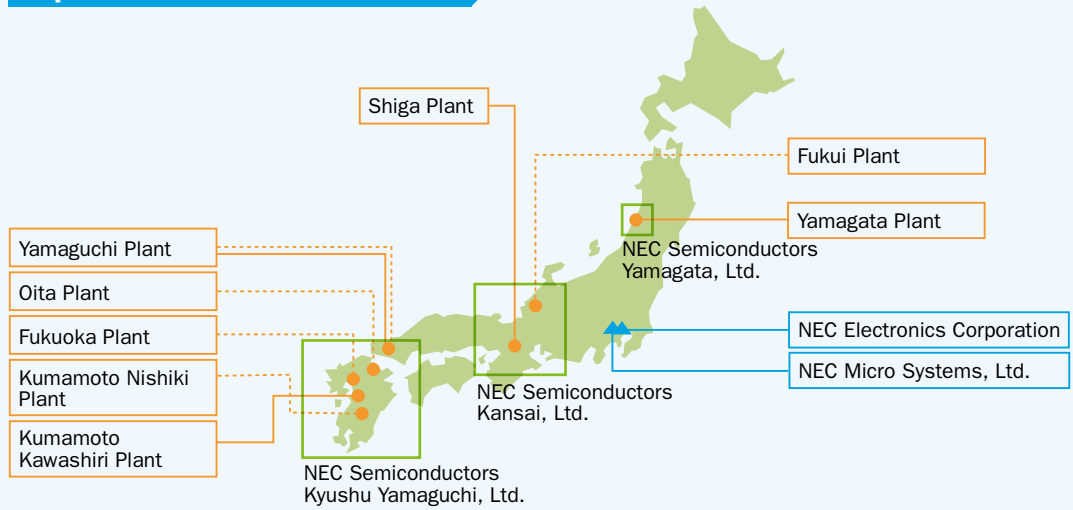 Shiga Plant
Fukui Plant
Yamagata Plant
NEC Semiconductors
Yamagata, Ltd.
Yamaguchi Plant
Oita Plant
Fukuoka Plant
Kumamoto Nishiki
Plant
Kumamoto
Kawashiri Plant
NEC Electronics Corporation
NEC Micro Systems, Ltd.
NEC Semiconductors
Kansai, Ltd.
NEC Semiconductors
Kyushu Yamaguchi, Ltd.